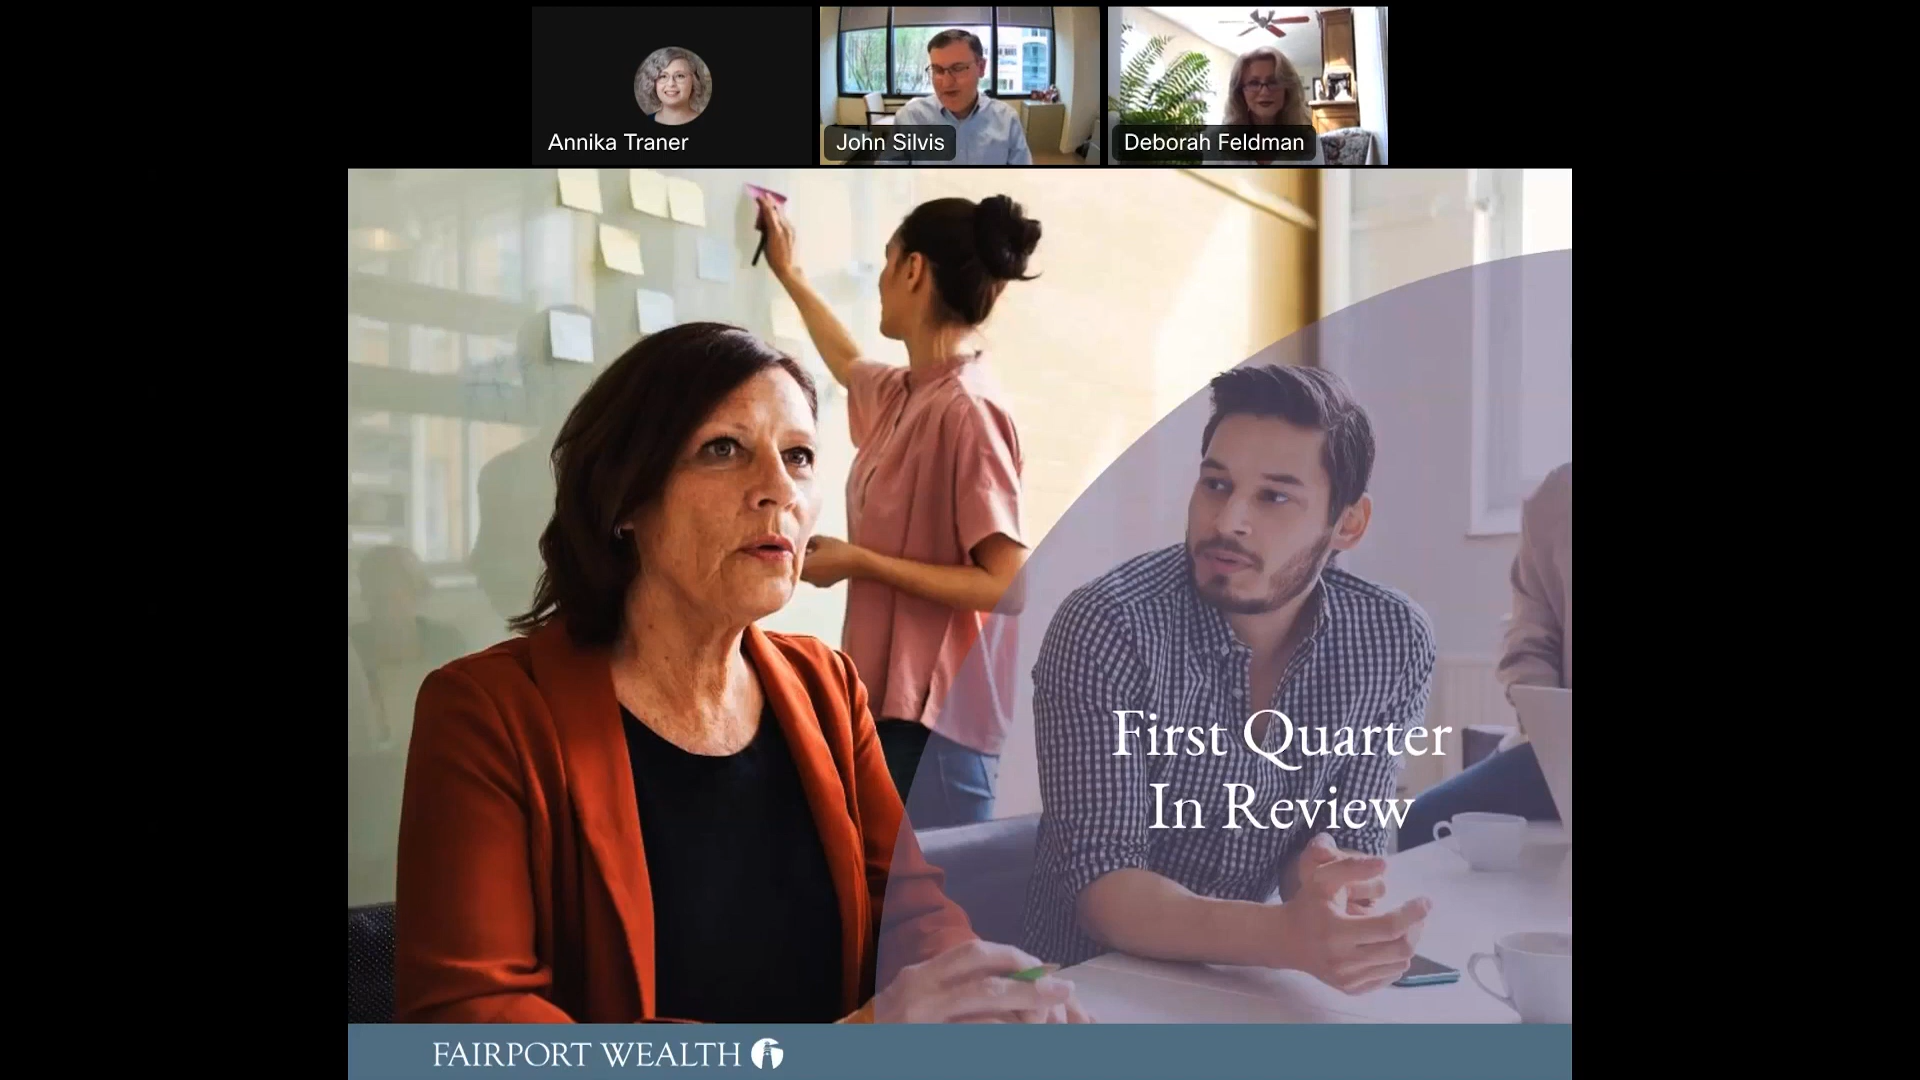 Annika Traner
John Silvis
Deborah Feldman
First Quarter
In Review
FAIRPORT WEALTH